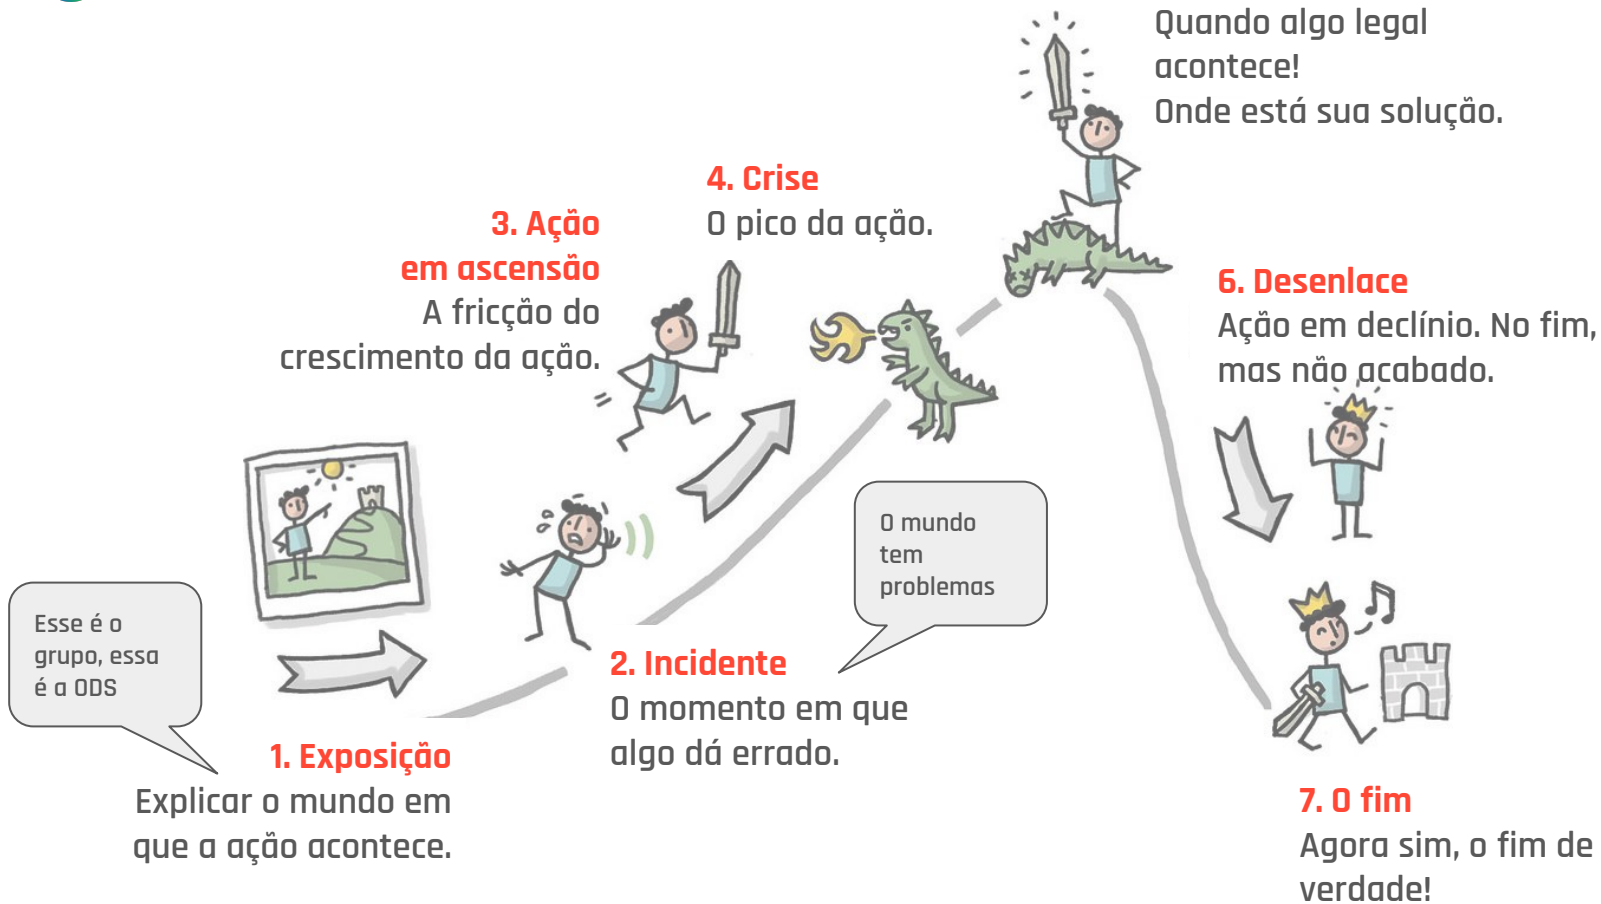 Quando algo legal
acontece!
Onde está sua solução.
4. Crise
O pico da ação.
3. Ação
em ascensão
A fricção do
crescimento da ação.
6. Desenlace
Ação em declínio. No fim,
mas não acabado.
O mundo
tem
problemas
Esse é o
grupo, essa
é a ODS
2. Incidente
O momento em que
algo dá errado.
1. Exposição
Explicar o mundo em
que a ação acontece.
7. O fim
Agora sim, o fim de
verdade!